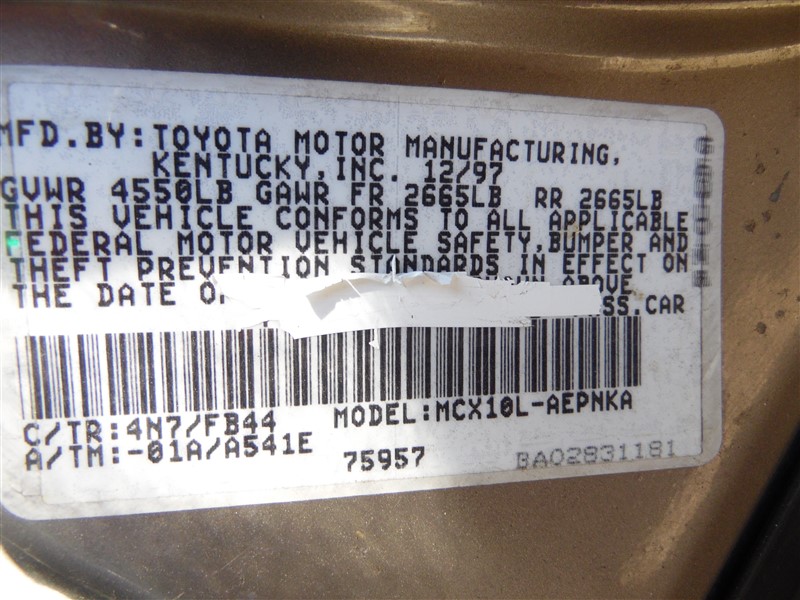 MFD.BY:TOYOTA MOTOR MANUFACTURING,
KENTUCKY,INC. 12/97
GVWR 4550LB GAWR FR 2665LB RR 2665LB
THIS VEHICLE CONFORMS TO ALL APPLICABLE
FEDERAL MOTOR VEHICLE SAFETY,BUMPER AND
THEFT PREVENTION STANDARDS IN EFFECT ON
THE DATE O ABOVE
SS.CAR
C/TR:4N7/FB44 MODEL:MCX10L-AEPNKA
A/TM:-01A/A541E 75957 BA02831181